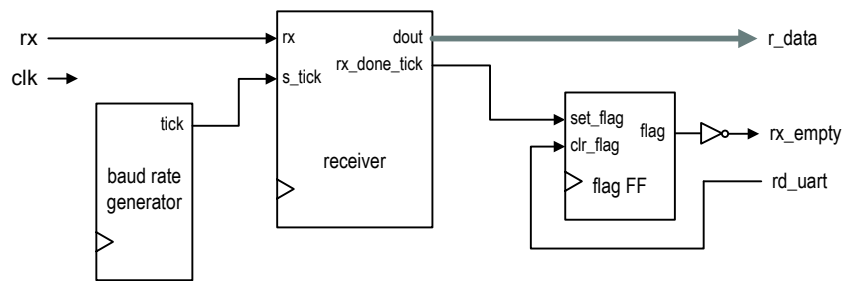 rx
clk
tick
baud rate
generator
rx
s_tick
dout
rx_done_tick
receiver
r_data
set_flag
clr_flag
flag
flag FF
rx_empty
rd_uart